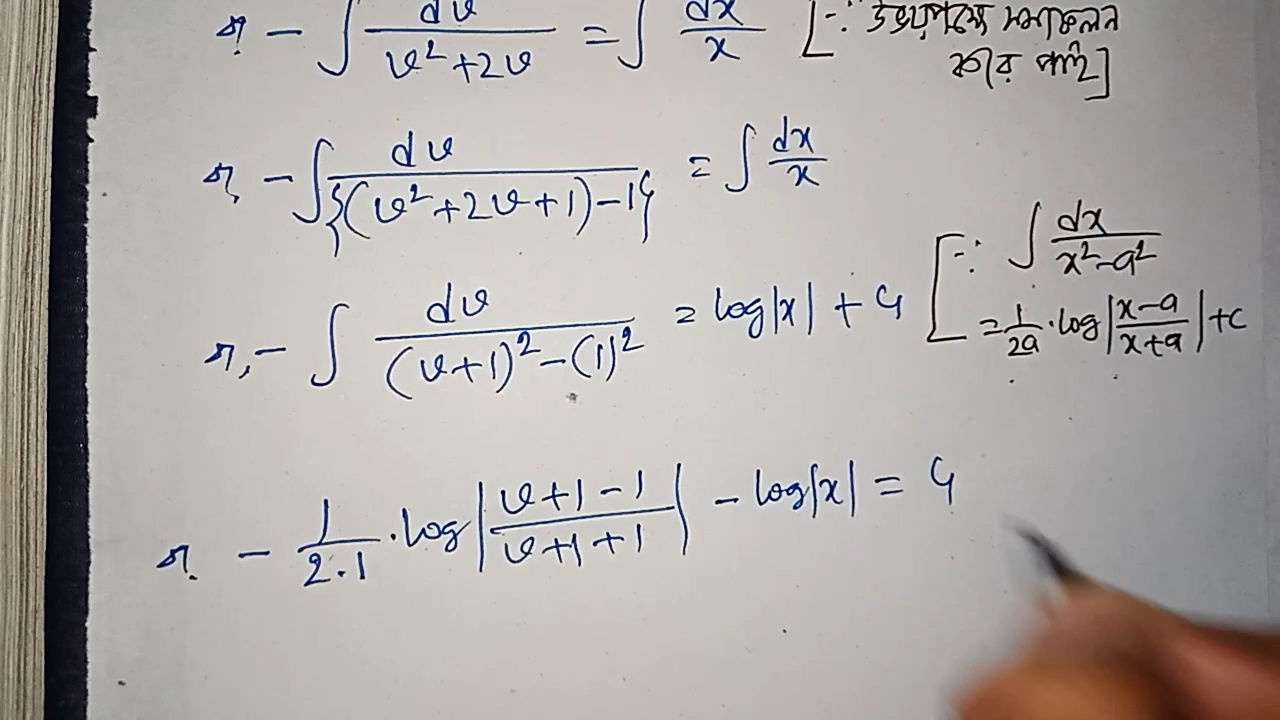 বা, - ∫ dv/(v²+2v) = ∫ dx/x [∵ উভয়পক্ষে সমাকলন
করে পাই]
বা, - ∫ dv/{(v²+2v+1)-1} = ∫ dx/x
বা, - ∫ dv/((v+1)²-(1)²) = log|x| + C₁ [∵ ∫ dx/(x²-a²)
= 1/2a · log|(x-a)/(x+a)| + c
বা, - 1/2·1 · log|(v+1-1)/(v+1+1)| - log|x| = C₁